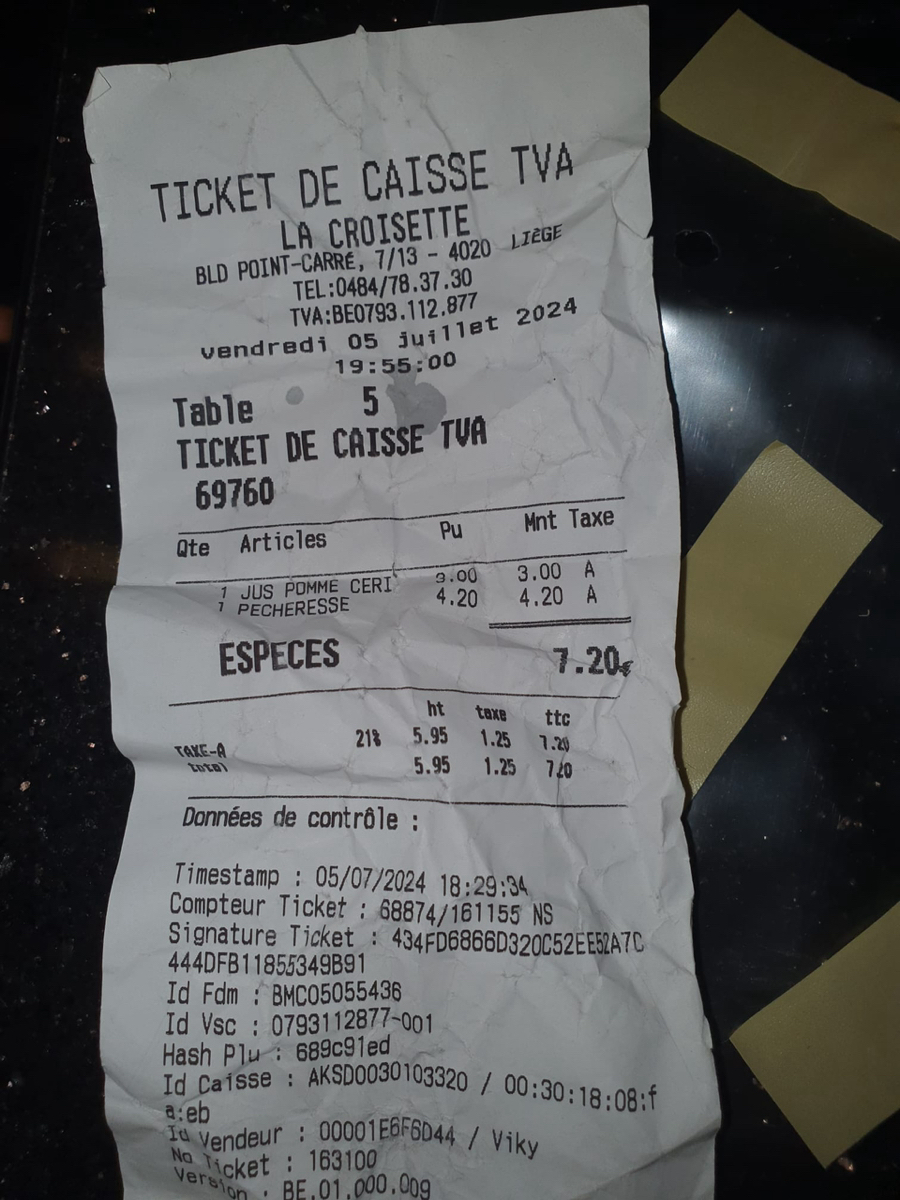 TICKET DE CAISSE TVA
LA CROISETTE
BLD POINT-CARRé, 7/13 - 4020 LIèGE
TEL:0484/78.37.30
TVA:BE0793.112.877
vendredi 05 juillet 2024
19:55:00
Table 5
TICKET DE CAISSE TVA
69760
Qte Articles Pu Mnt Taxe
1 JUS POMME CERI 3.00 3.00 A
1 PECHERESSE 4.20 4.20 A
ESPECES 7.20€
ht taxe ttc
TAXE-A 21% 5.95 1.25 7.20
total 5.95 1.25 7.20
Données de contrôle :
Timestamp : 05/07/2024 18:29:34
Compteur Ticket : 68874/161155 NS
Signature Ticket : 434FD6866D320C52EE52A7C
444DFB11855349B91
Id Fdm : BMC05055436
Id Vsc : 0793112877-001
Hash Plu : 689c91ed
Id Caisse : AKSD0030103320 / 00:30:18:08:f
a:eb
Id Vendeur : 00001E6F6D44 / Viky
No Ticket : 163100
Version : BE.01.000.009